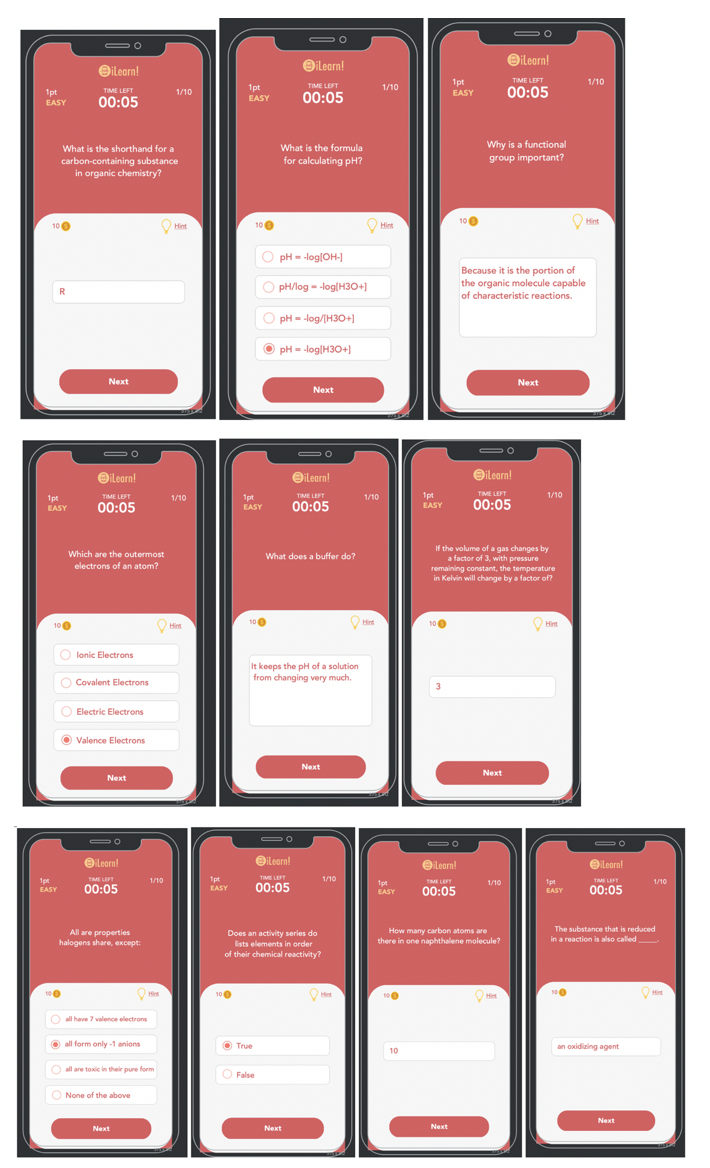 iLearn!
1pt
TIME LEFT
1/10
EASY
00:05
What is the shorthand for a
carbon-containing substance
in organic chemistry?
10 $
Hint
R
Next
iLearn!
1pt
TIME LEFT
1/10
EASY
00:05
What is the formula
for calculating pH?
10 $
Hint
pH = -log[OH-]
pH/log = -log[H3O+]
pH = -log/[H3O+]
pH = -log[H3O+]
Next
iLearn!
1pt
TIME LEFT
1/10
EASY
00:05
Why is a functional
group important?
10 $
Hint
Because it is the portion of
the organic molecule capable
of characteristic reactions.
Next
iLearn!
1pt
TIME LEFT
1/10
EASY
00:05
Which are the outermost
electrons of an atom?
10 $
Hint
Ionic Electrons
Covalent Electrons
Electric Electrons
Valence Electrons
Next
iLearn!
1pt
TIME LEFT
1/10
EASY
00:05
What does a buffer do?
10 $
Hint
It keeps the pH of a solution
from changing very much.
Next
iLearn!
1pt
TIME LEFT
1/10
EASY
00:05
If the volume of a gas changes by
a factor of 3, with pressure
remaining constant, the temperature
in Kelvin will change by a factor of?
10 $
Hint
3
Next
iLearn!
1pt
TIME LEFT
1/10
EASY
00:05
All are properties
halogens share, except:
10 $
Hint
all have 7 valence electrons
all form only -1 anions
all are toxic in their pure form
None of the above
Next
iLearn!
1pt
TIME LEFT
1/10
EASY
00:05
Does an activity series do
lists elements in order
of their chemical reactivity?
10 $
Hint
True
False
Next
iLearn!
1pt
TIME LEFT
1/10
EASY
00:05
How many carbon atoms are
there in one naphthalene molecule?
10 $
Hint
10
Next
iLearn!
1pt
TIME LEFT
1/10
EASY
00:05
The substance that is reduced
in a reaction is also called _____.
10 $
Hint
an oxidizing agent
Next